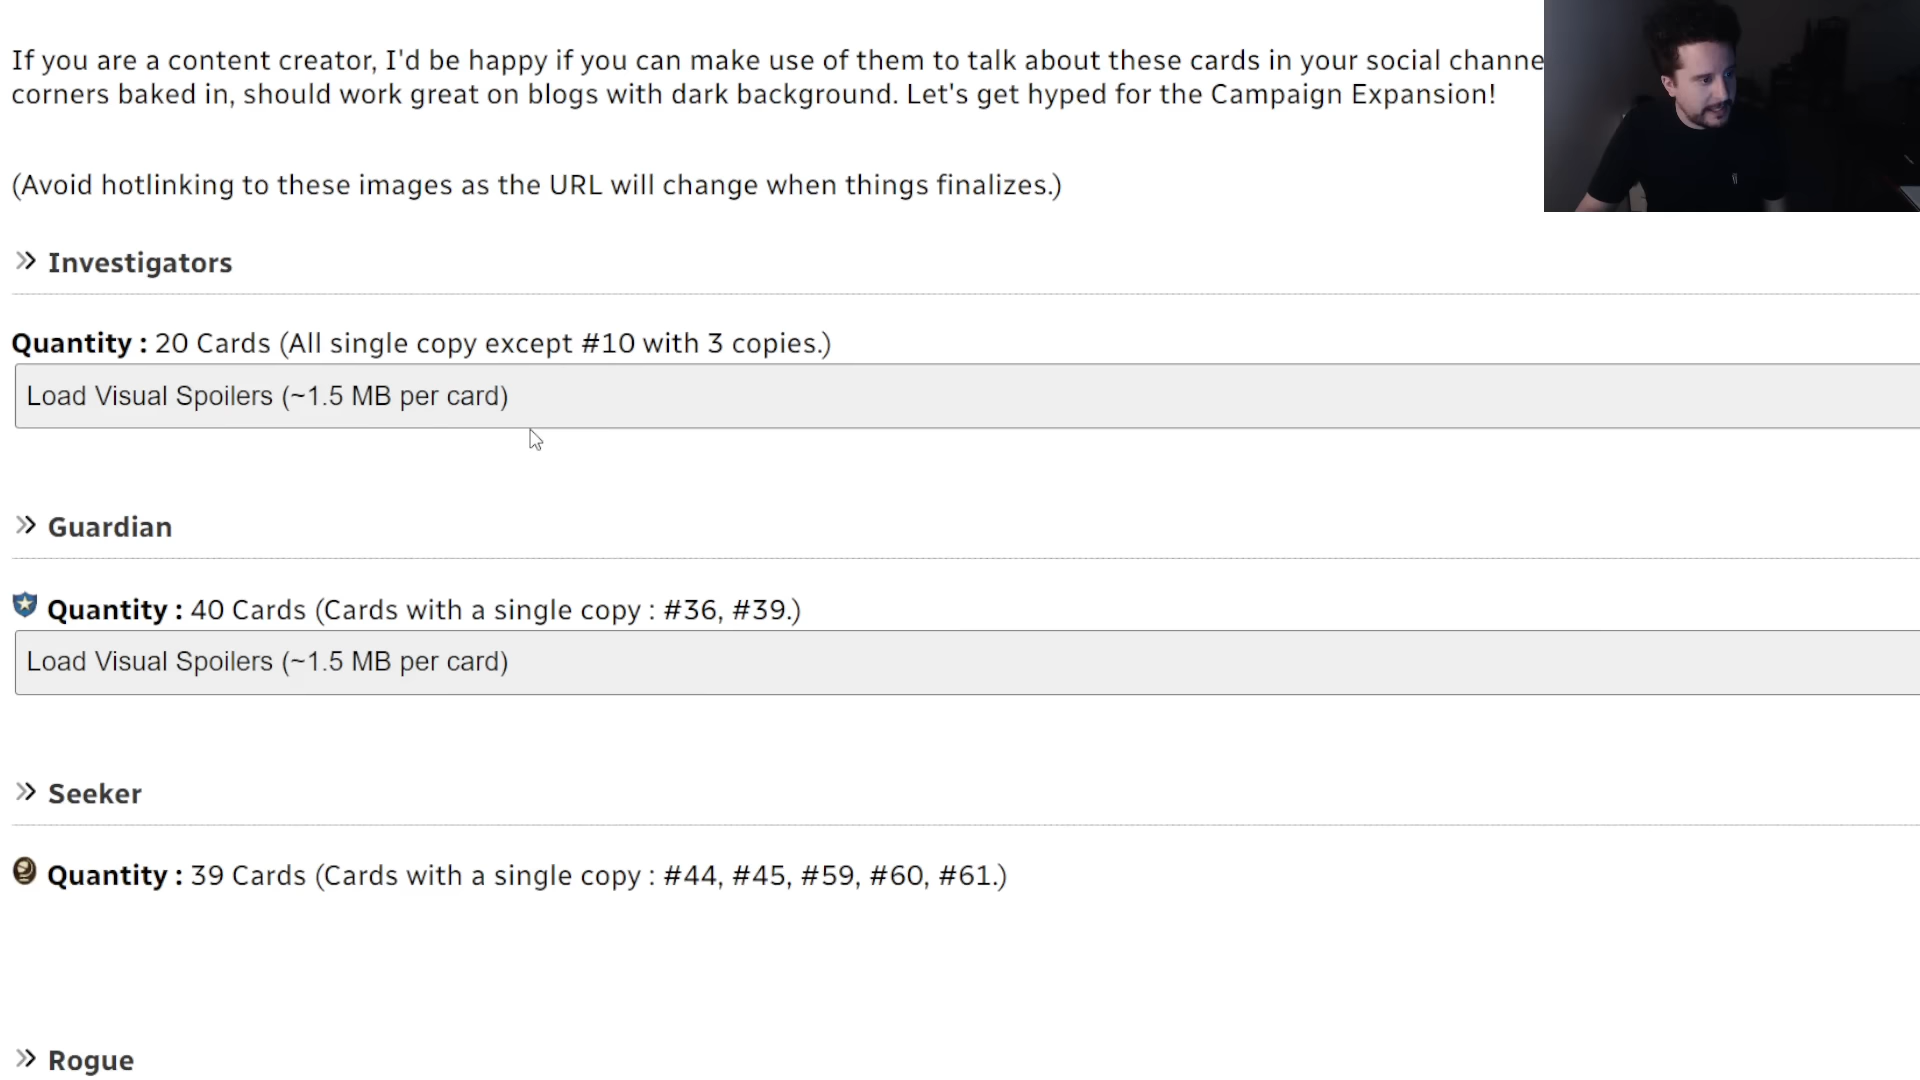 If you are a content creator, I'd be happy if you can make use of them to talk about these cards in your social channe
corners baked in, should work great on blogs with dark background. Let's get hyped for the Campaign Expansion!
(Avoid hotlinking to these images as the URL will change when things finalizes.)
Investigators
Quantity : 20 Cards (All single copy except #10 with 3 copies.)
Load Visual Spoilers (~1.5 MB per card)
Guardian
Quantity : 40 Cards (Cards with a single copy : #36, #39.)
Load Visual Spoilers (~1.5 MB per card)
Seeker
Quantity : 39 Cards (Cards with a single copy : #44, #45, #59, #60, #61.)
Rogue